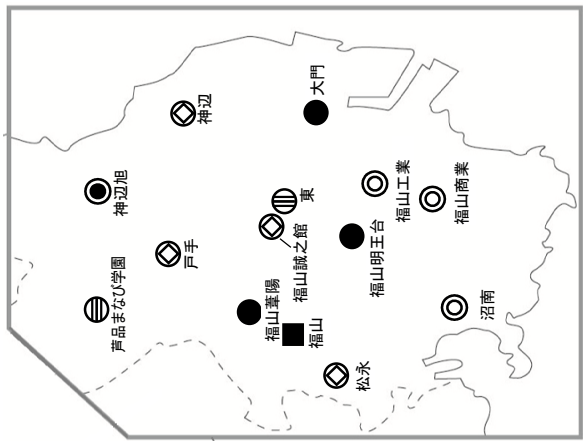 大門
神辺
福山工業
福山商業
神辺旭
東
福山誠之館
戸手
福山明王台
芦品まなび学園
福山葦陽
福山
沼南
松永